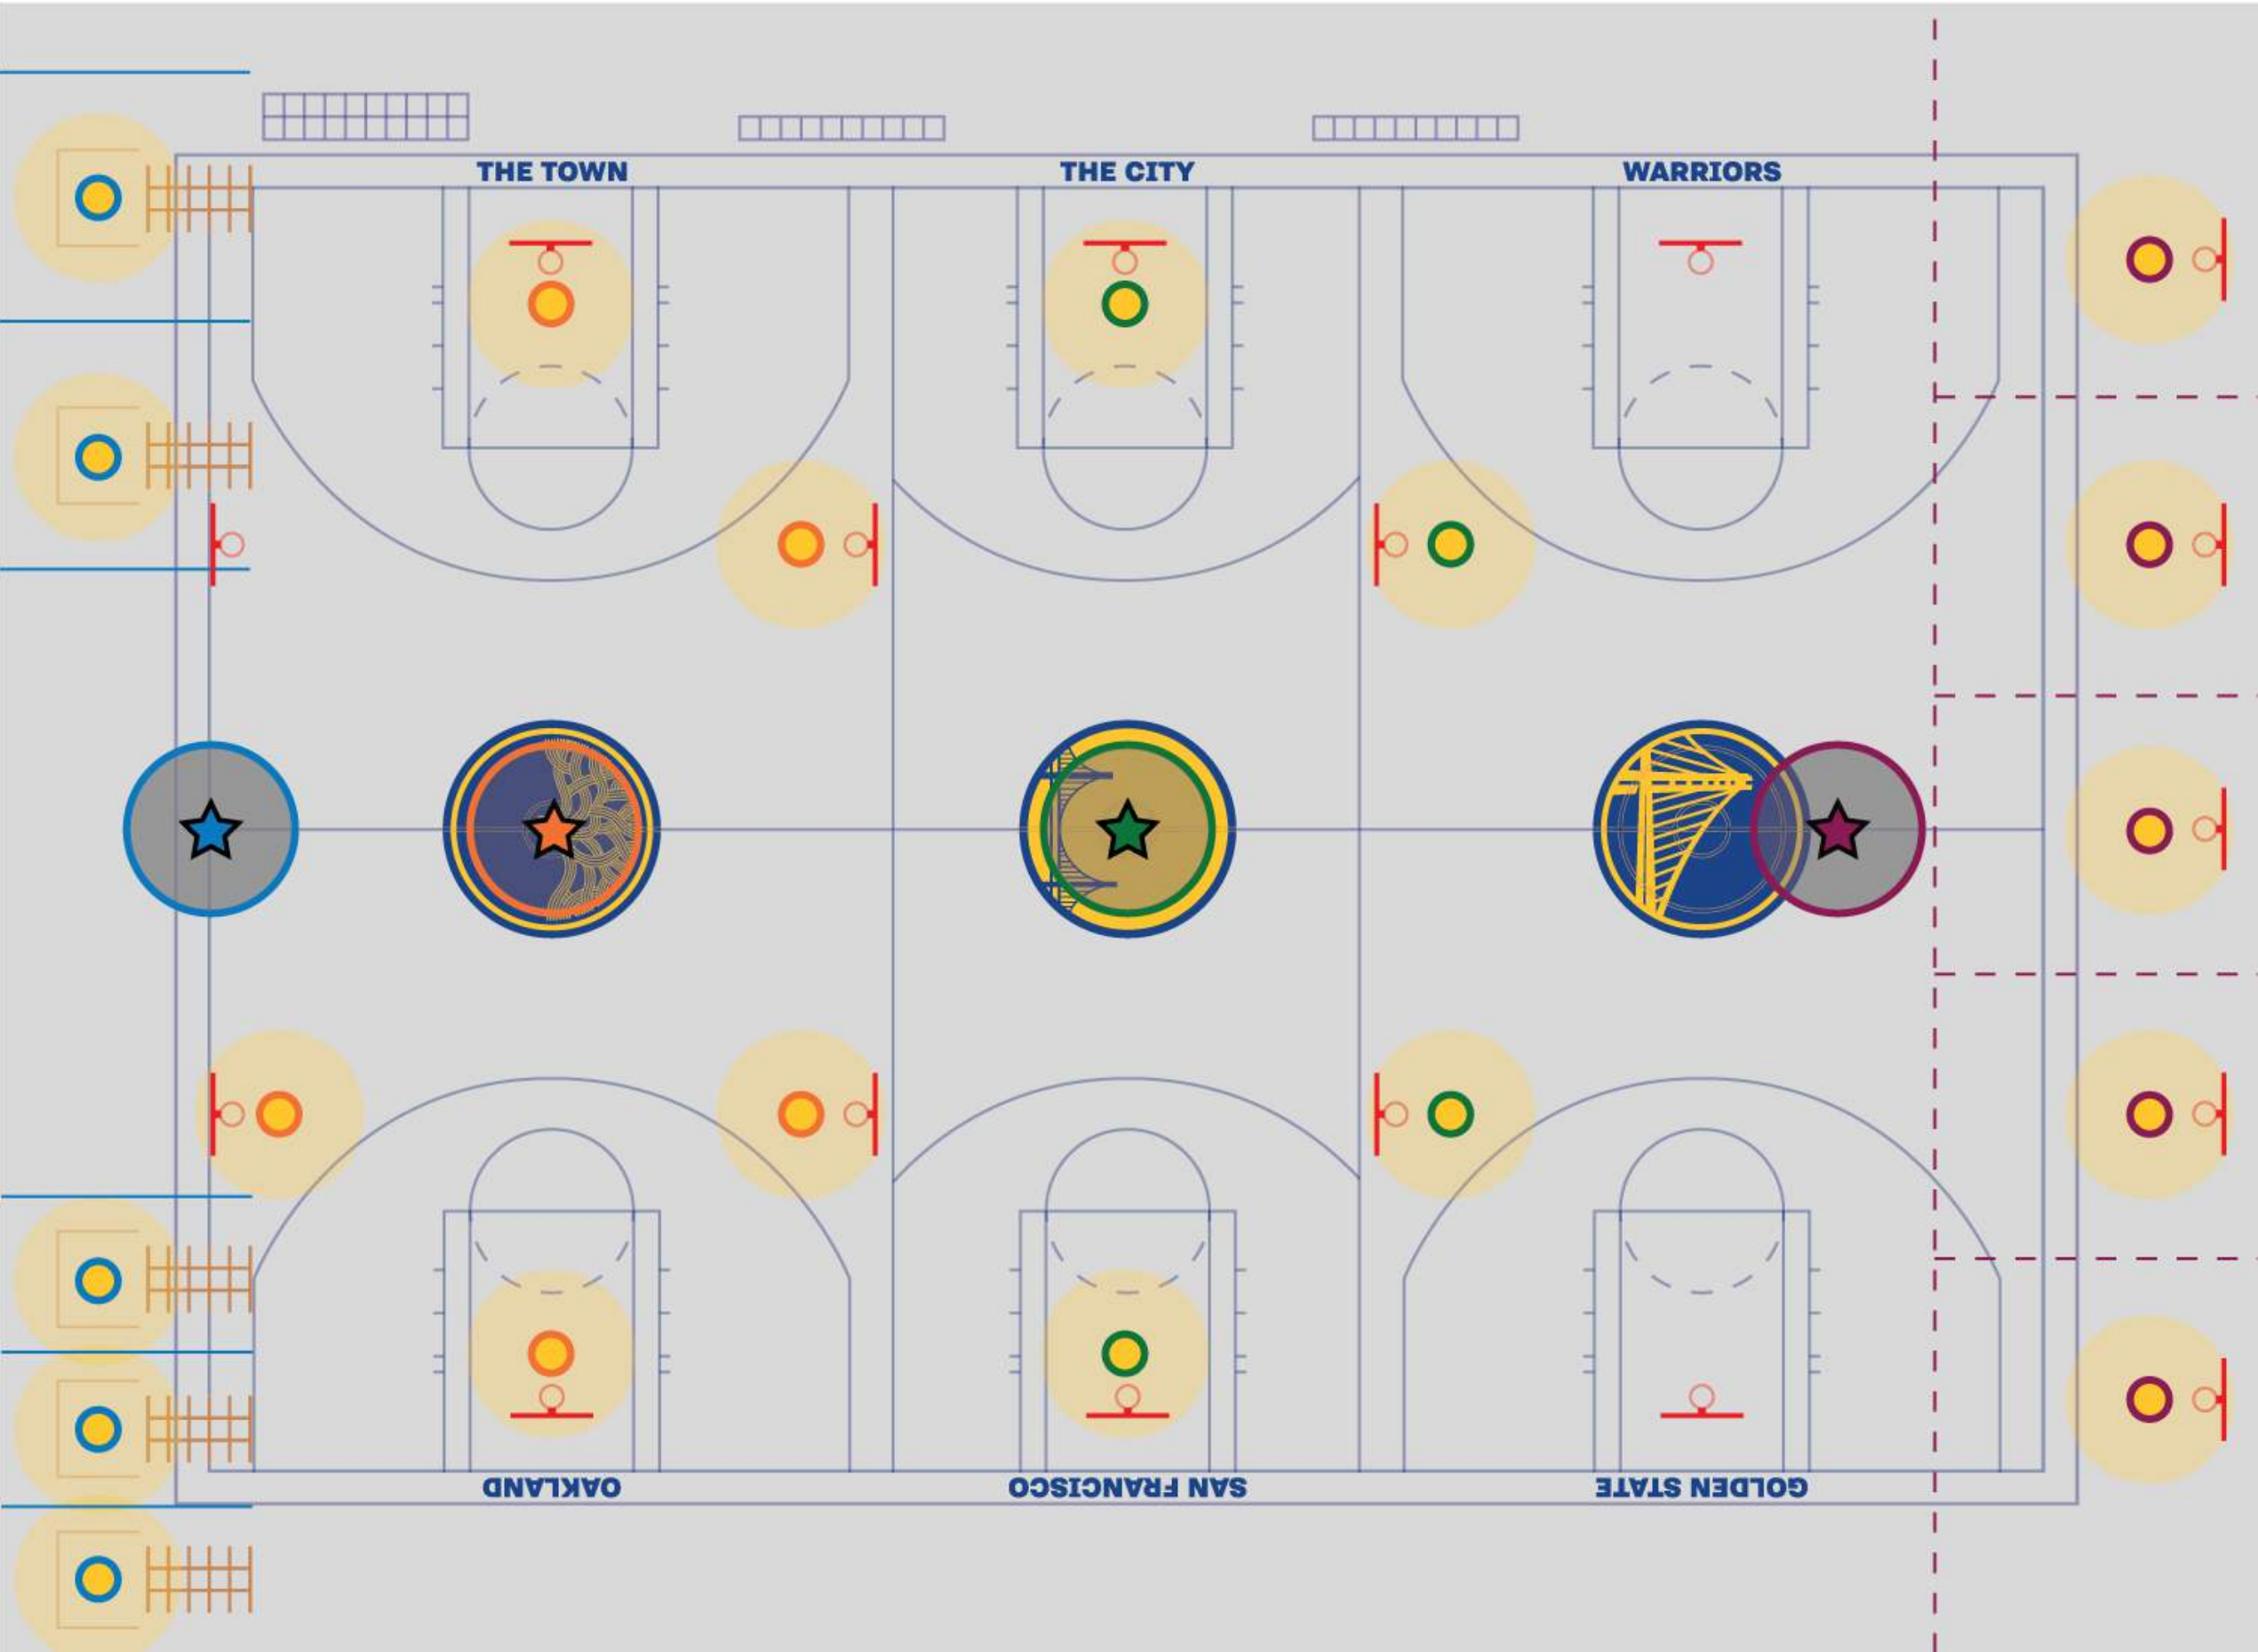 THE TOWN
THE CITY
WARRIORS
OAKLAND
SAN FRANCISCO
GOLDEN STATE